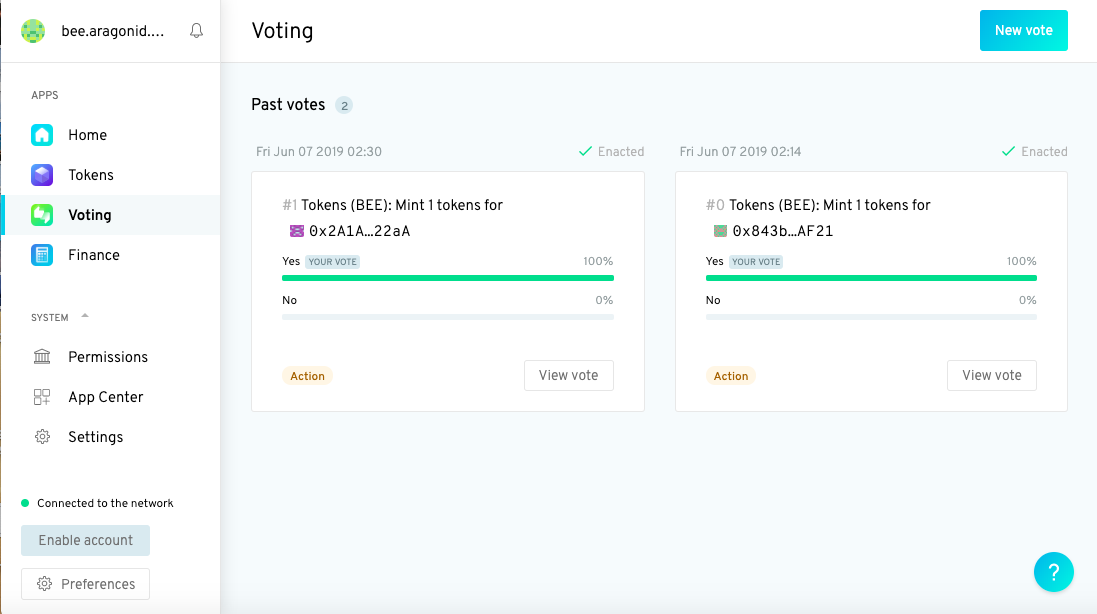 bee.aragonid....
Voting
New vote
APPS
Home
Tokens
Voting
Finance
SYSTEM
Permissions
App Center
Settings
Connected to the network
Enable account
Preferences
Past votes 2
Fri Jun 07 2019 02:30 Enacted
#1 Tokens (BEE): Mint 1 tokens for
0x2A1A…22aA
Yes YOUR VOTE 100%
No 0%
Action View vote
Fri Jun 07 2019 02:14 Enacted
#0 Tokens (BEE): Mint 1 tokens for
0x843b…AF21
Yes YOUR VOTE 100%
No 0%
Action View vote
?